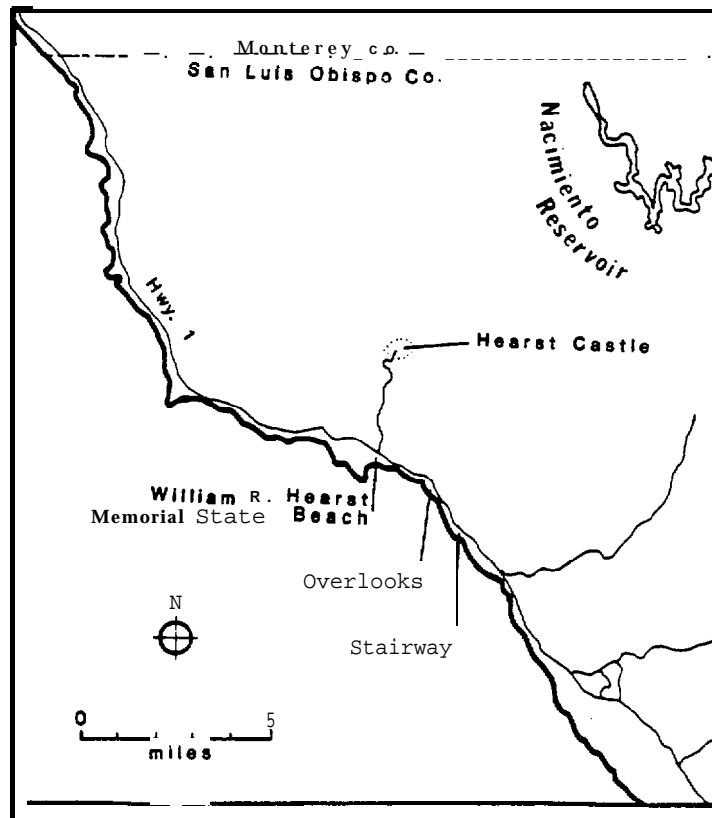 Monterey co.
San Luis Obispo Co.
Nacimiento
Reservoir
Hwy. 1
Hearst Castle
William R. Hearst
Memorial State Beach
Overlooks
Stairway
N
0 5
miles